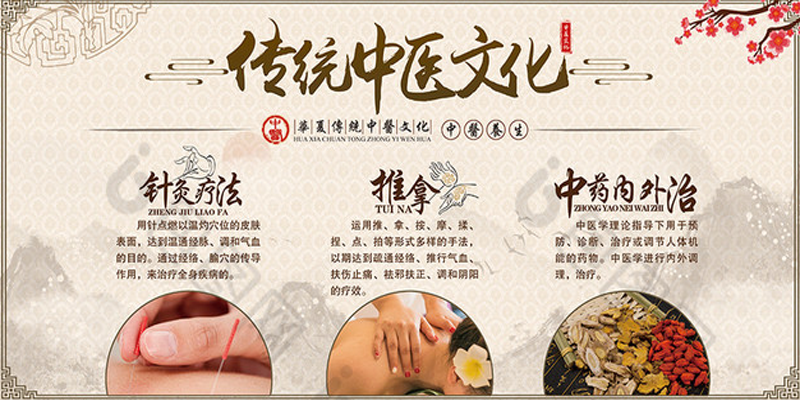 传统中医文化
華夏傳統中醫文化
HUA XIA CHUAN TONG ZHONG YI WEN HUA
中醫養生
针灸疗法
ZHENG JIU LIAO FA
用针点燃以温灼穴位的皮肤
表面，达到温通经脉、调和气血
的目的。通过经络、腧穴的传导
作用，来治疗全身疾病的。
推拿
TUI NA
运用推、拿、按、摩、揉、
捏、点、拍等形式多样的手法，
以期达到疏通经络、推行气血、
扶伤止痛、祛邪扶正、调和阴阳
的疗效。
中药内外治
ZHONG YAO NEI WAI ZHI
中医学理论指导下用于预
防、诊断、治疗或调节人体机
能的药物。中医学进行内外调
理，治疗。